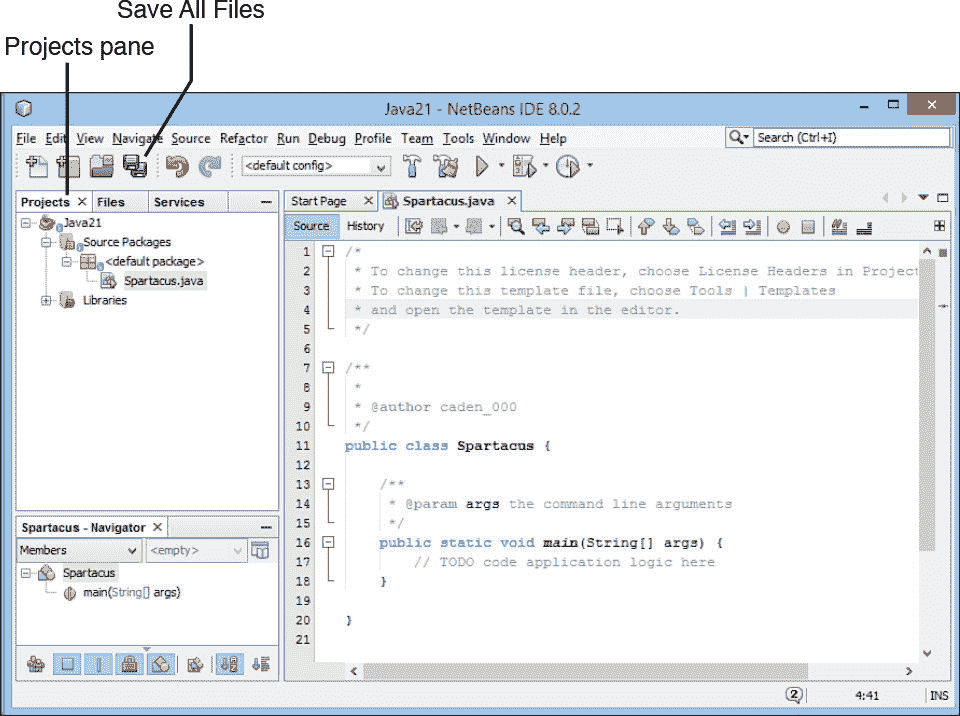 Save All Files
Projects pane
Java21 - NetBeans IDE 8.0.2
File Edit View Navigate Source Refactor Run Debug Profile Team Tools Window Help
Search (Ctrl+I)
<default config>
Projects Files Services
Java21
Source Packages
<default package>
Spartacus.java
Libraries
Spartacus - Navigator
Members <empty>
Spartacus
main(String[] args)
Start Page Spartacus.java
Source History
1 /*
2 * To change this license header, choose License Headers in Project
3 * To change this template file, choose Tools | Templates
4 * and open the template in the editor.
5 */
6
7 /**
8 *
9 * @author caden_000
10 */
11 public class Spartacus {
12
13 /**
14 * @param args the command line arguments
15 */
16 public static void main(String[] args) {
17 // TODO code application logic here
18 }
19
20 }
21
2 4:41 INS